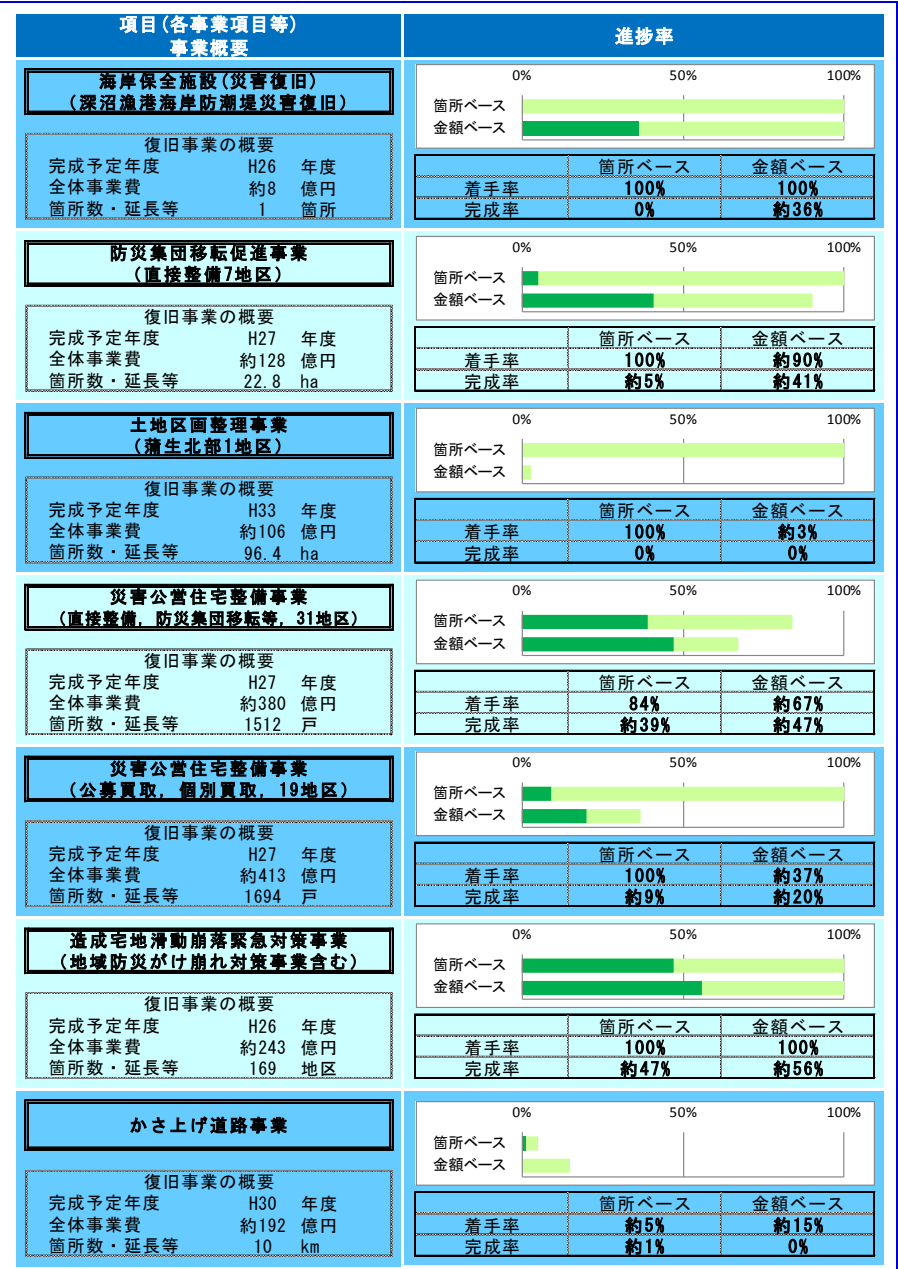 項目(各事業項目等)
事業概要
進捗率
海岸保全施設(災害復旧)
(深沼漁港海岸防潮堤災害復旧)
復旧事業の概要
完成予定年度 H26 年度
全体事業費 約8 億円
箇所数・延長等 1 箇所
0% 50% 100%
箇所ベース
金額ベース
箇所ベース 金額ベース
着手率 100% 100%
完成率 0% 約36%
防災集団移転促進事業
(直接整備7地区)
復旧事業の概要
完成予定年度 H27 年度
全体事業費 約128 億円
箇所数・延長等 22.8 ha
0% 50% 100%
箇所ベース
金額ベース
箇所ベース 金額ベース
着手率 100% 約90%
完成率 約5% 約41%
土地区画整理事業
(蒲生北部1地区)
復旧事業の概要
完成予定年度 H33 年度
全体事業費 約106 億円
箇所数・延長等 96.4 ha
0% 50% 100%
箇所ベース
金額ベース
箇所ベース 金額ベース
着手率 100% 約3%
完成率 0% 0%
災害公営住宅整備事業
(直接整備，防災集団移転等，31地区)
復旧事業の概要
完成予定年度 H27 年度
全体事業費 約380 億円
箇所数・延長等 1512 戸
0% 50% 100%
箇所ベース
金額ベース
箇所ベース 金額ベース
着手率 84% 約67%
完成率 約39% 約47%
災害公営住宅整備事業
(公募買取，個別買取，19地区)
復旧事業の概要
完成予定年度 H27 年度
全体事業費 約413 億円
箇所数・延長等 1694 戸
0% 50% 100%
箇所ベース
金額ベース
箇所ベース 金額ベース
着手率 100% 約37%
完成率 約9% 約20%
造成宅地滑動崩落緊急対策事業
(地域防災がけ崩れ対策事業含む)
復旧事業の概要
完成予定年度 H26 年度
全体事業費 約243 億円
箇所数・延長等 169 地区
0% 50% 100%
箇所ベース
金額ベース
箇所ベース 金額ベース
着手率 100% 100%
完成率 約47% 約56%
かさ上げ道路事業
復旧事業の概要
完成予定年度 H30 年度
全体事業費 約192 億円
箇所数・延長等 10 km
0% 50% 100%
箇所ベース
金額ベース
箇所ベース 金額ベース
着手率 約5% 約15%
完成率 約1% 0%